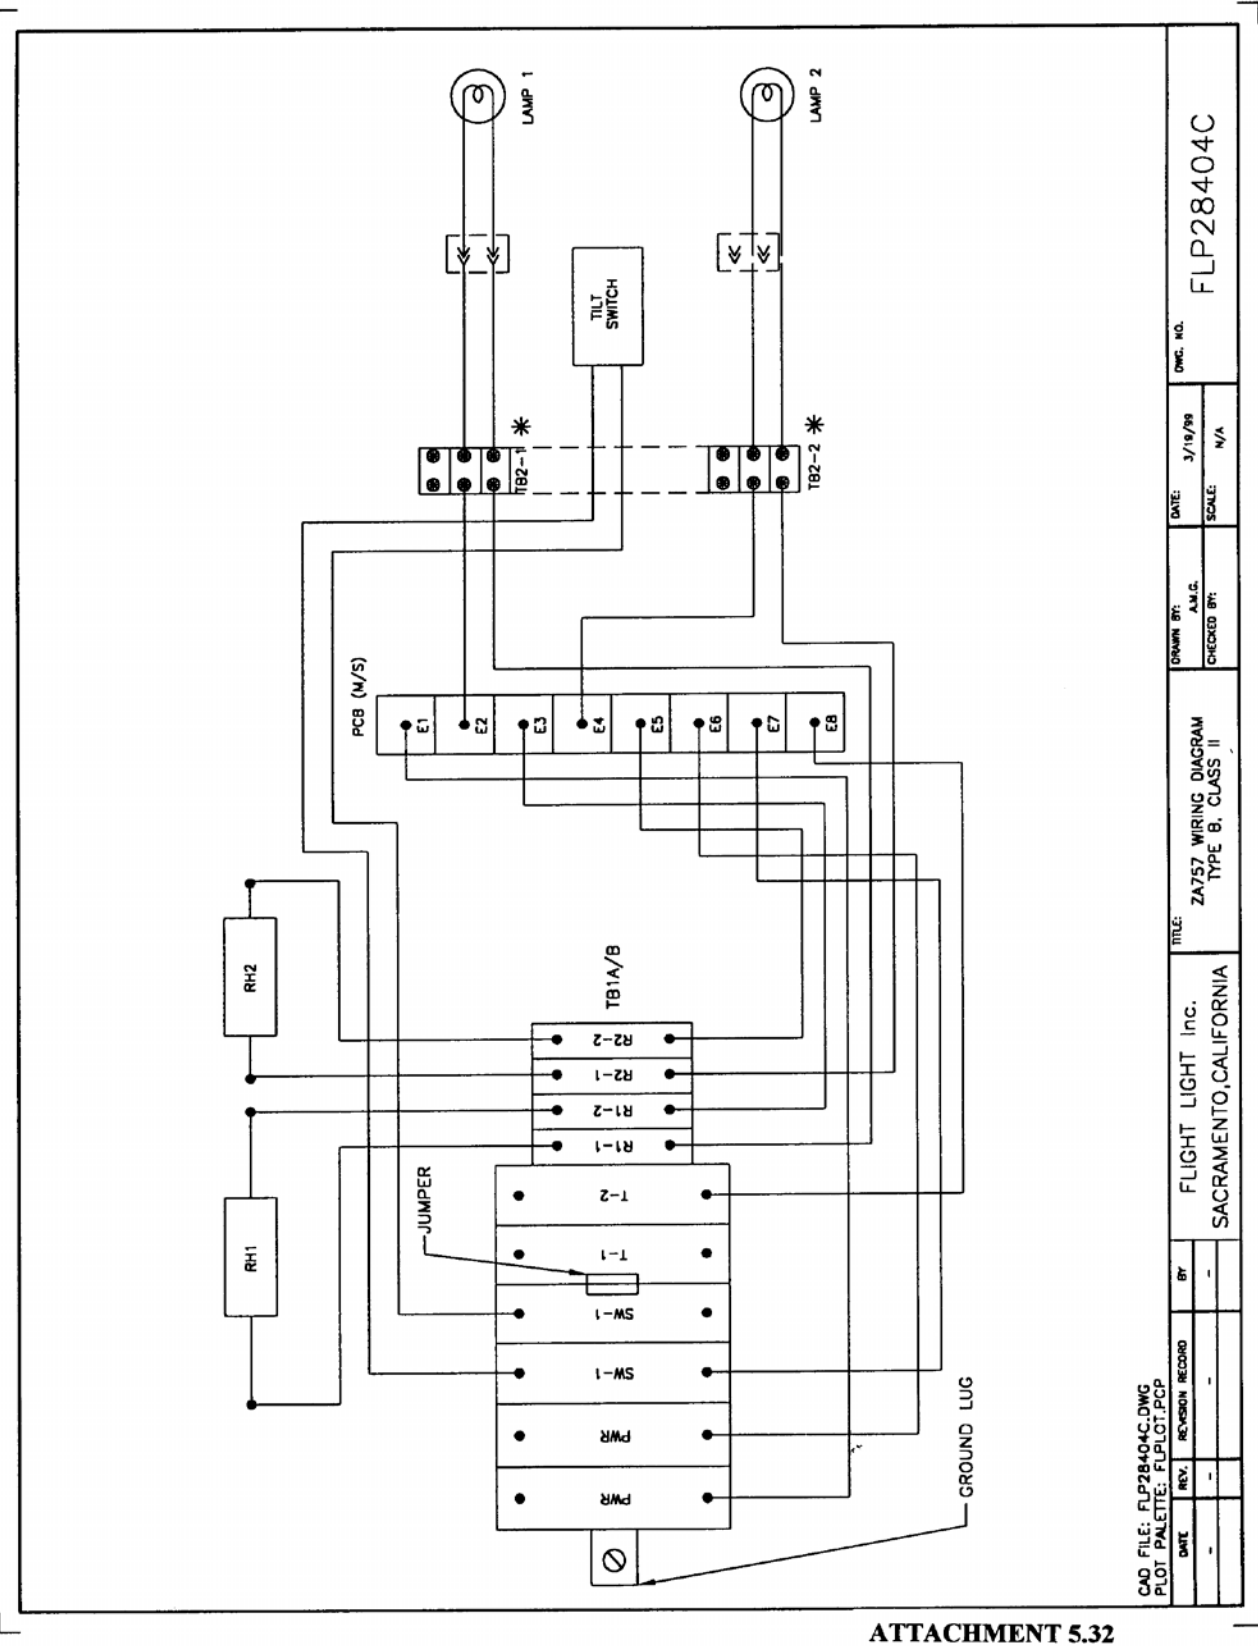 LAMP 1
LAMP 2
TILT
SWITCH
TB2-1
*
TB2-2
*
PCB (M/S)
E1
E2
E3
E4
E5
E6
E7
E8
RH2
RH1
TB1A/B
R2-2
R2-1
R1-2
R1-1
T-2
T-1
SW-1
SW-1
PWR
PWR
JUMPER
GROUND LUG
CAD FILE: FLP28404C.DWG
PLOT PALETTE: FLPLOT.PCP
DATE
REV.
REVISION RECORD
BY
-
-
-
-
FLIGHT LIGHT Inc.
SACRAMENTO,CALIFORNIA
TITLE:
ZA757 WIRING DIAGRAM
TYPE B, CLASS II
DRAWN BY:
A.M.G.
CHECKED BY:
DATE:
3/19/99
SCALE:
N/A
DWG. NO.
FLP28404C
ATTACHMENT 5.32